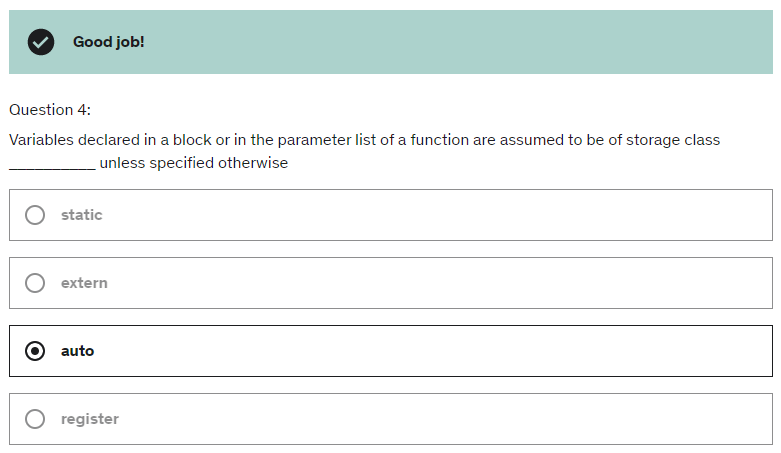 Good job!
Question 4:
Variables declared in a block or in the parameter list of a function are assumed to be of storage class
__________ unless specified otherwise
static
extern
auto
register